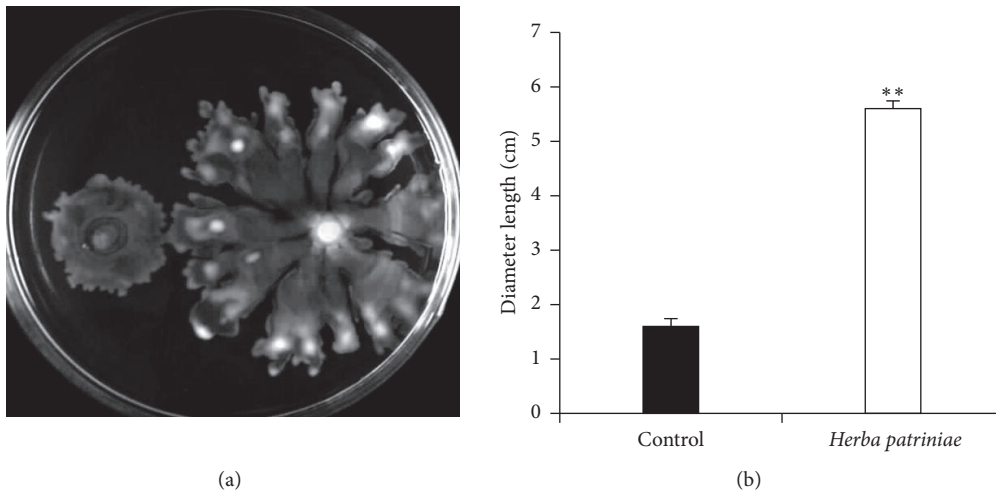 7
6
5
4
3
2
1
0
Diameter length (cm)
**
Control
Herba patriniae
(a)
(b)